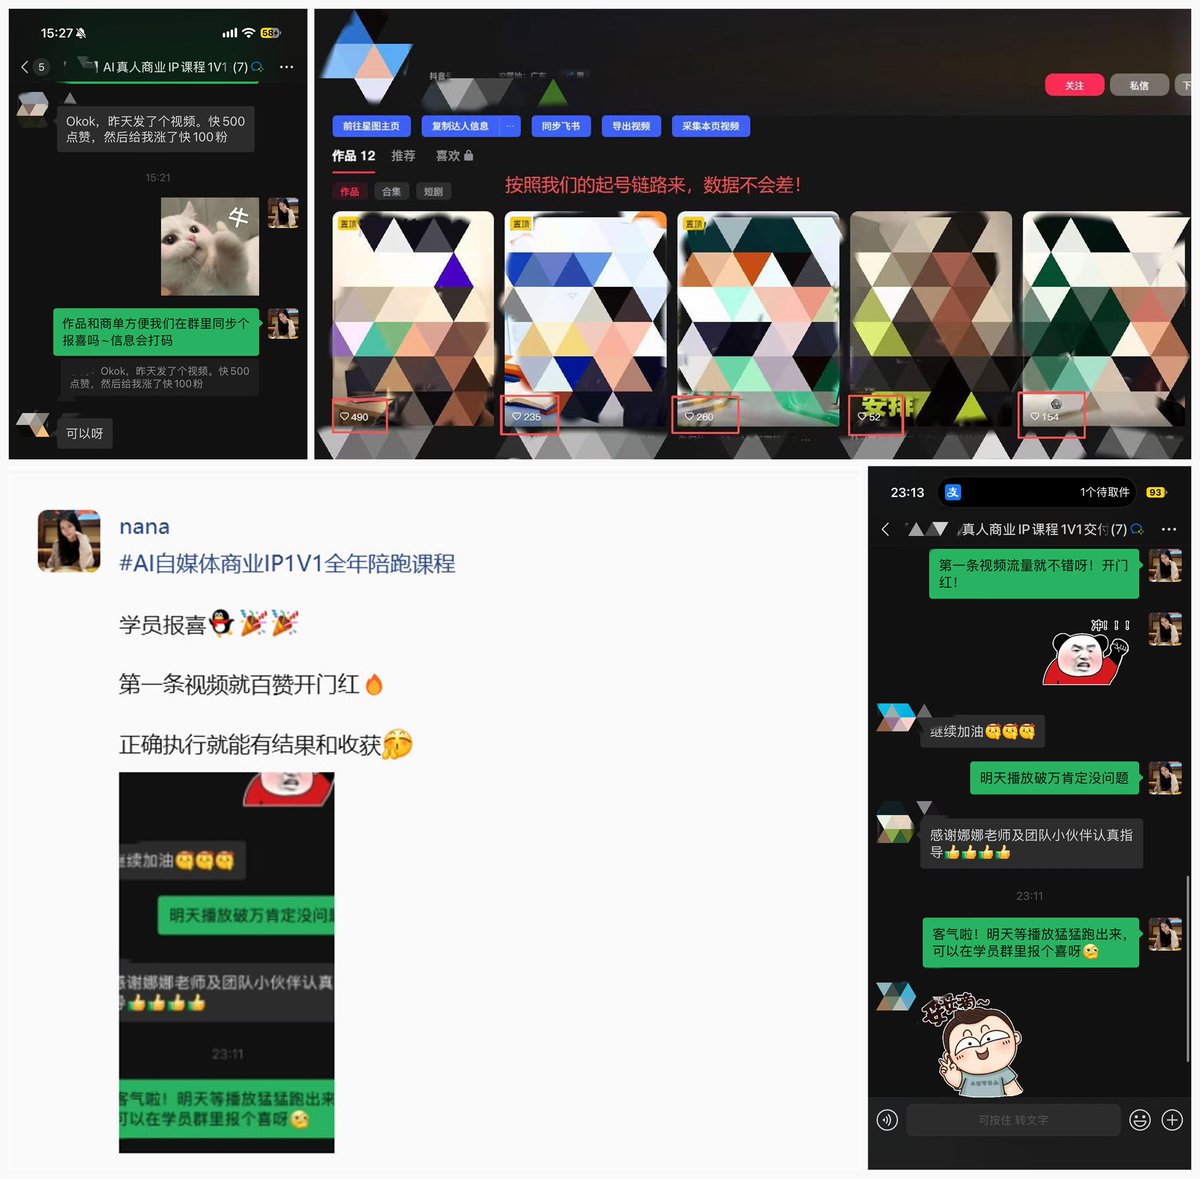 15:27
58
5
AI真人商业IP课程1V1
(7)
Okok，昨天发了个视频。快500
点赞，然后给我涨了快100粉
15:21
牛
作品和商单方便我们在群里同步个
报喜吗~信息会打码
Okok，昨天发了个视频。快500
点赞，然后给我涨了快100粉
可以呀
抖音
关注
私信
下
前往星图主页
复制达人信息
...
同步飞书
导出视频
采集本页视频
作品 12
推荐
喜欢
作品
合集
短剧
按照我们的起号链路来，数据不会差！
置顶
置顶
置顶
490
235
260
安排
52
154
nana
#AI自媒体商业IP1V1全年陪跑课程
学员报喜
第一条视频就百赞开门红
正确执行就能有结果和收获
继续加油
明天播放破万肯定没问题
感谢娜娜老师及团队小伙伴认真
23:11
客气啦！明天等播放猛猛跑出来
可以在学员群里报个喜呀
23:13
支
1个待取件
93
真人商业IP课程1V1交付
(7)
第一条视频流量就不错呀！开门
红！
冲！！！
继续加油
明天播放破万肯定没问题
感谢娜娜老师及团队小伙伴认真指
导
23:11
客气啦！明天等播放猛猛跑出来，
可以在学员群里报个喜呀
可按住 转文字